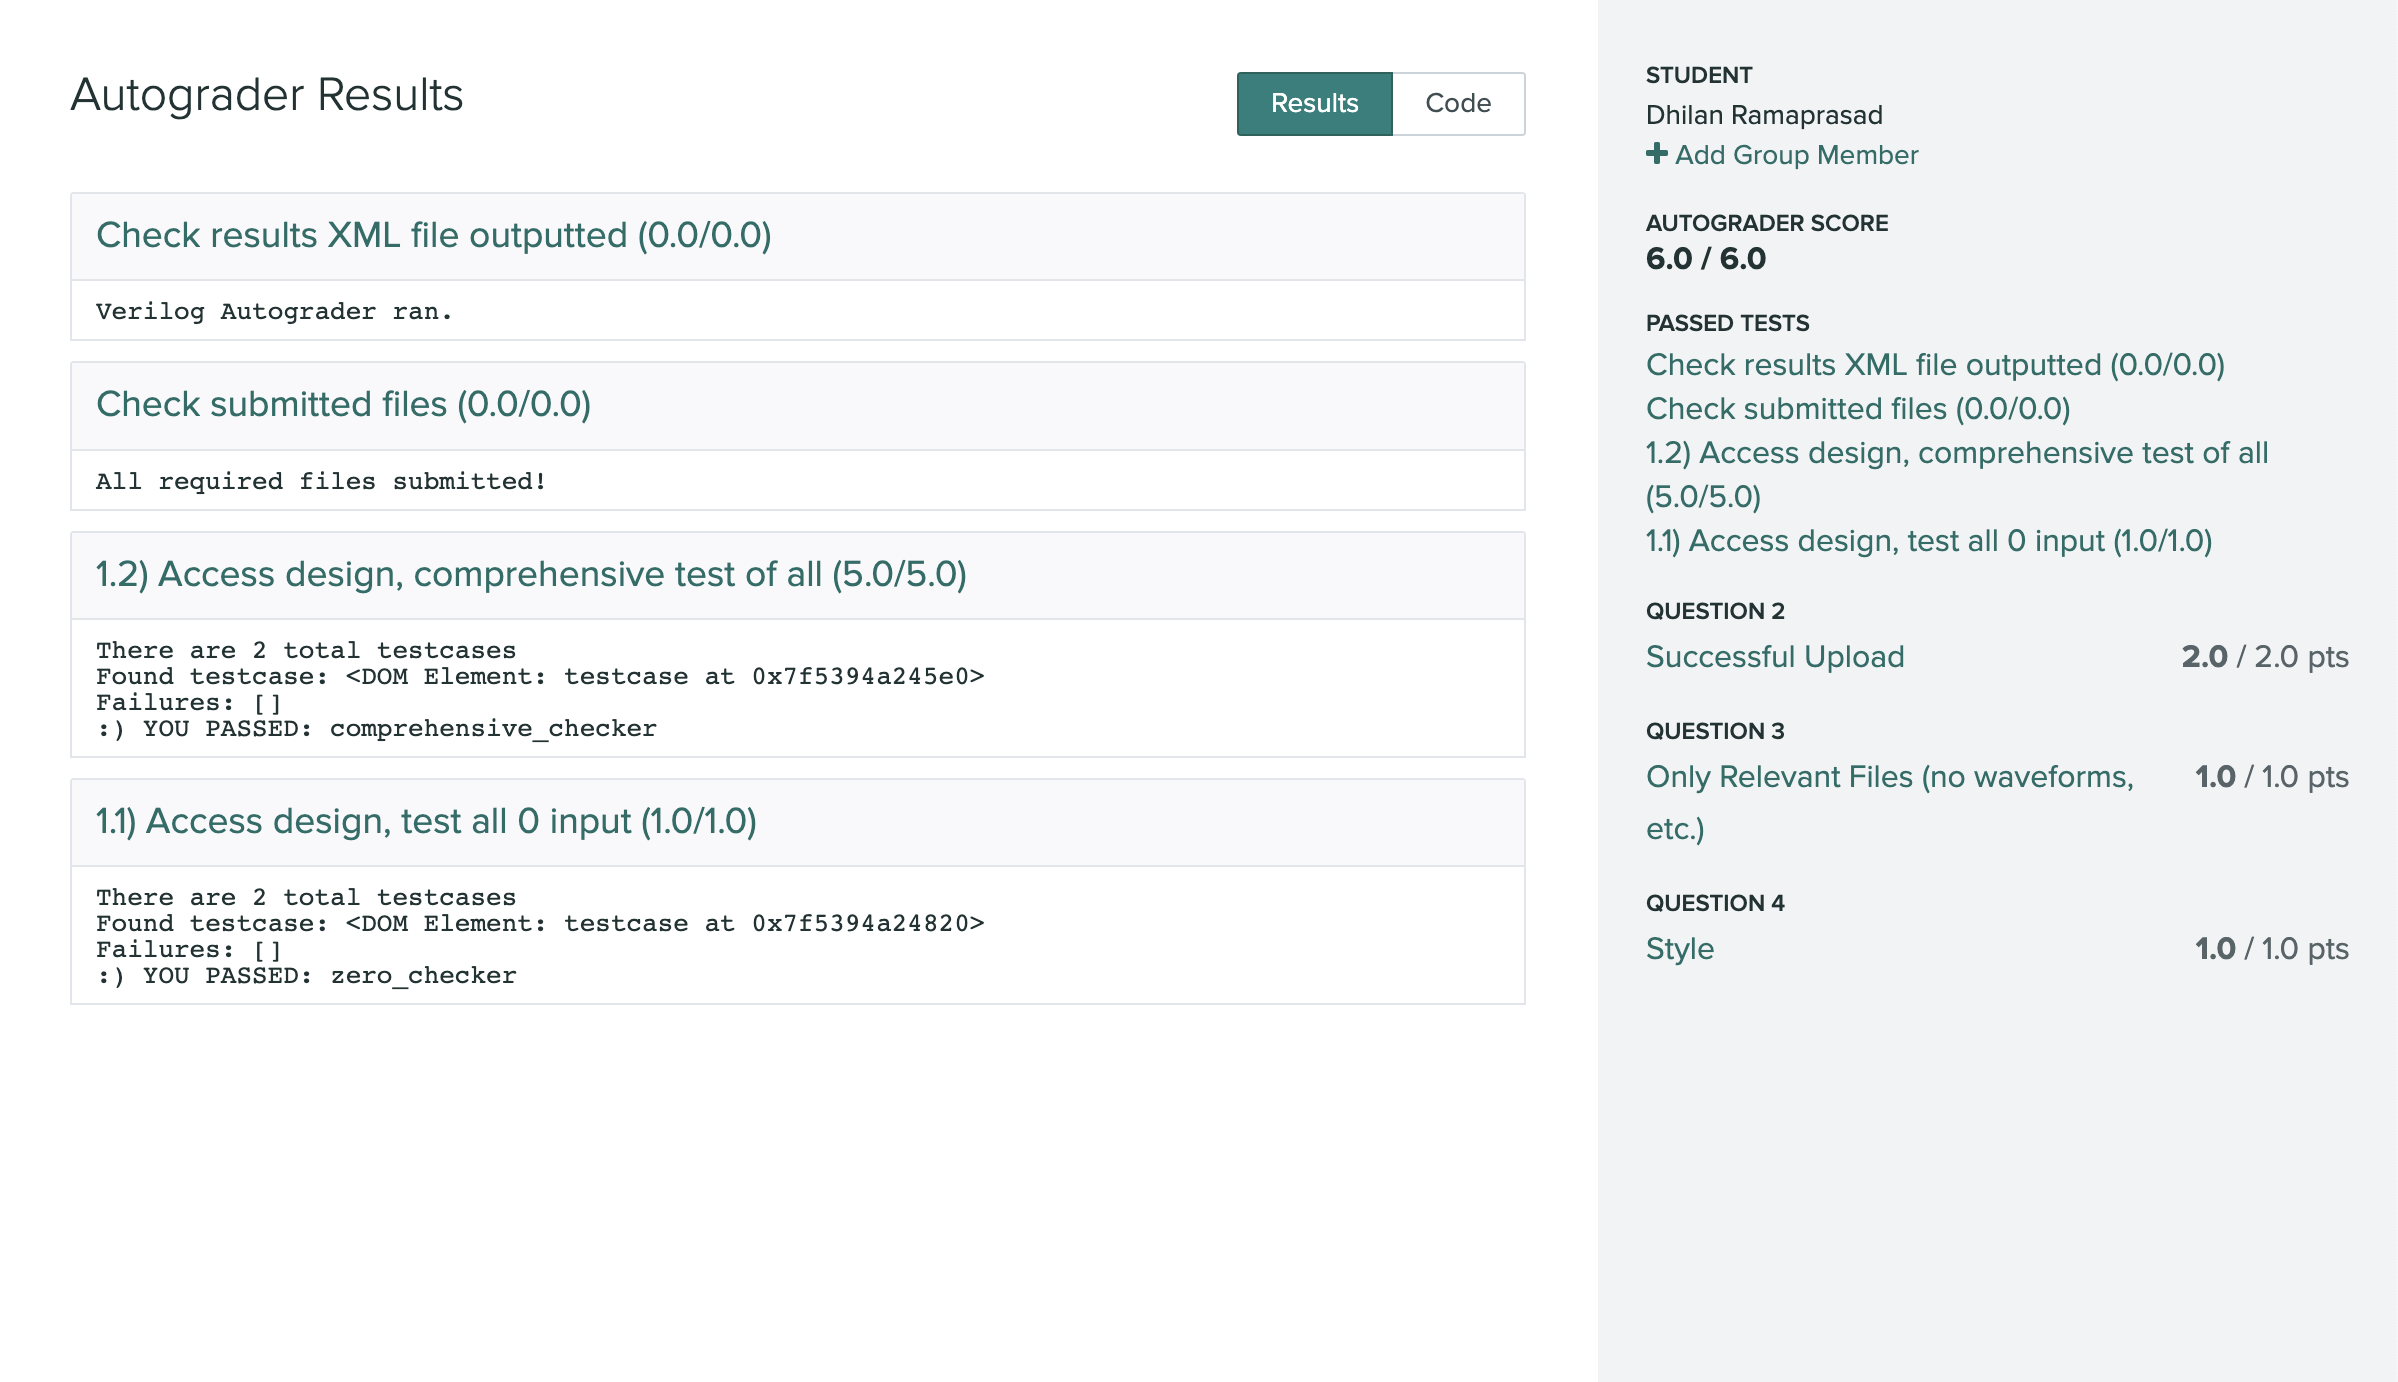 Autograder Results
Results
Code
Check results XML file outputted (0.0/0.0)
Verilog Autograder ran.
Check submitted files (0.0/0.0)
All required files submitted!
1.2) Access design, comprehensive test of all (5.0/5.0)
There are 2 total testcases
Found testcase: <DOM Element: testcase at 0x7f5394a245e0>
Failures: []
:) YOU PASSED: comprehensive_checker
1.1) Access design, test all 0 input (1.0/1.0)
There are 2 total testcases
Found testcase: <DOM Element: testcase at 0x7f5394a24820>
Failures: []
:) YOU PASSED: zero_checker
STUDENT
Dhilan Ramaprasad
+ Add Group Member
AUTOGRADER SCORE
6.0 / 6.0
PASSED TESTS
Check results XML file outputted (0.0/0.0)
Check submitted files (0.0/0.0)
1.2) Access design, comprehensive test of all
(5.0/5.0)
1.1) Access design, test all 0 input (1.0/1.0)
QUESTION 2
Successful Upload 2.0 / 2.0 pts
QUESTION 3
Only Relevant Files (no waveforms, 1.0 / 1.0 pts
etc.)
QUESTION 4
Style 1.0 / 1.0 pts